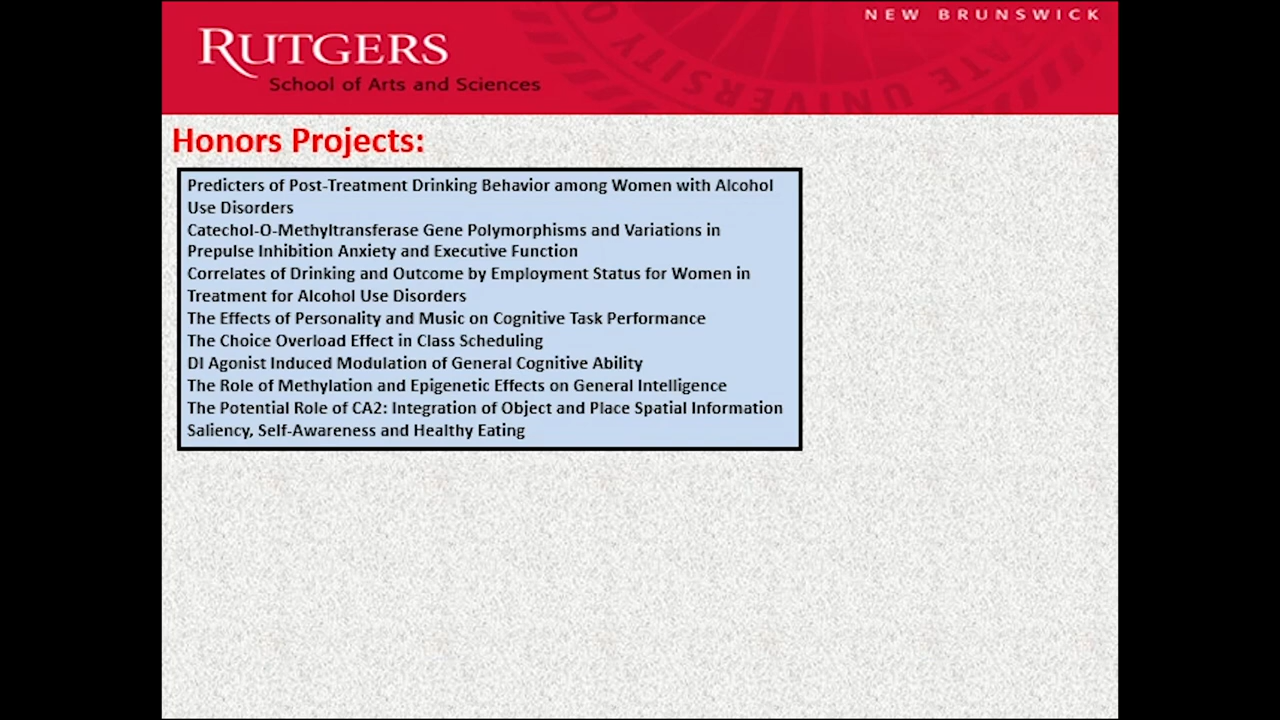 NEW BRUNSWICK
RUTGERS
School of Arts and Sciences
Honors Projects:
Predicters of Post-Treatment Drinking Behavior among Women with Alcohol
Use Disorders
Catechol-O-Methyltransferase Gene Polymorphisms and Variations in
Prepulse Inhibition Anxiety and Executive Function
Correlates of Drinking and Outcome by Employment Status for Women in
Treatment for Alcohol Use Disorders
The Effects of Personality and Music on Cognitive Task Performance
The Choice Overload Effect in Class Scheduling
DI Agonist Induced Modulation of General Cognitive Ability
The Role of Methylation and Epigenetic Effects on General Intelligence
The Potential Role of CA2: Integration of Object and Place Spatial Information
Saliency, Self-Awareness and Healthy Eating